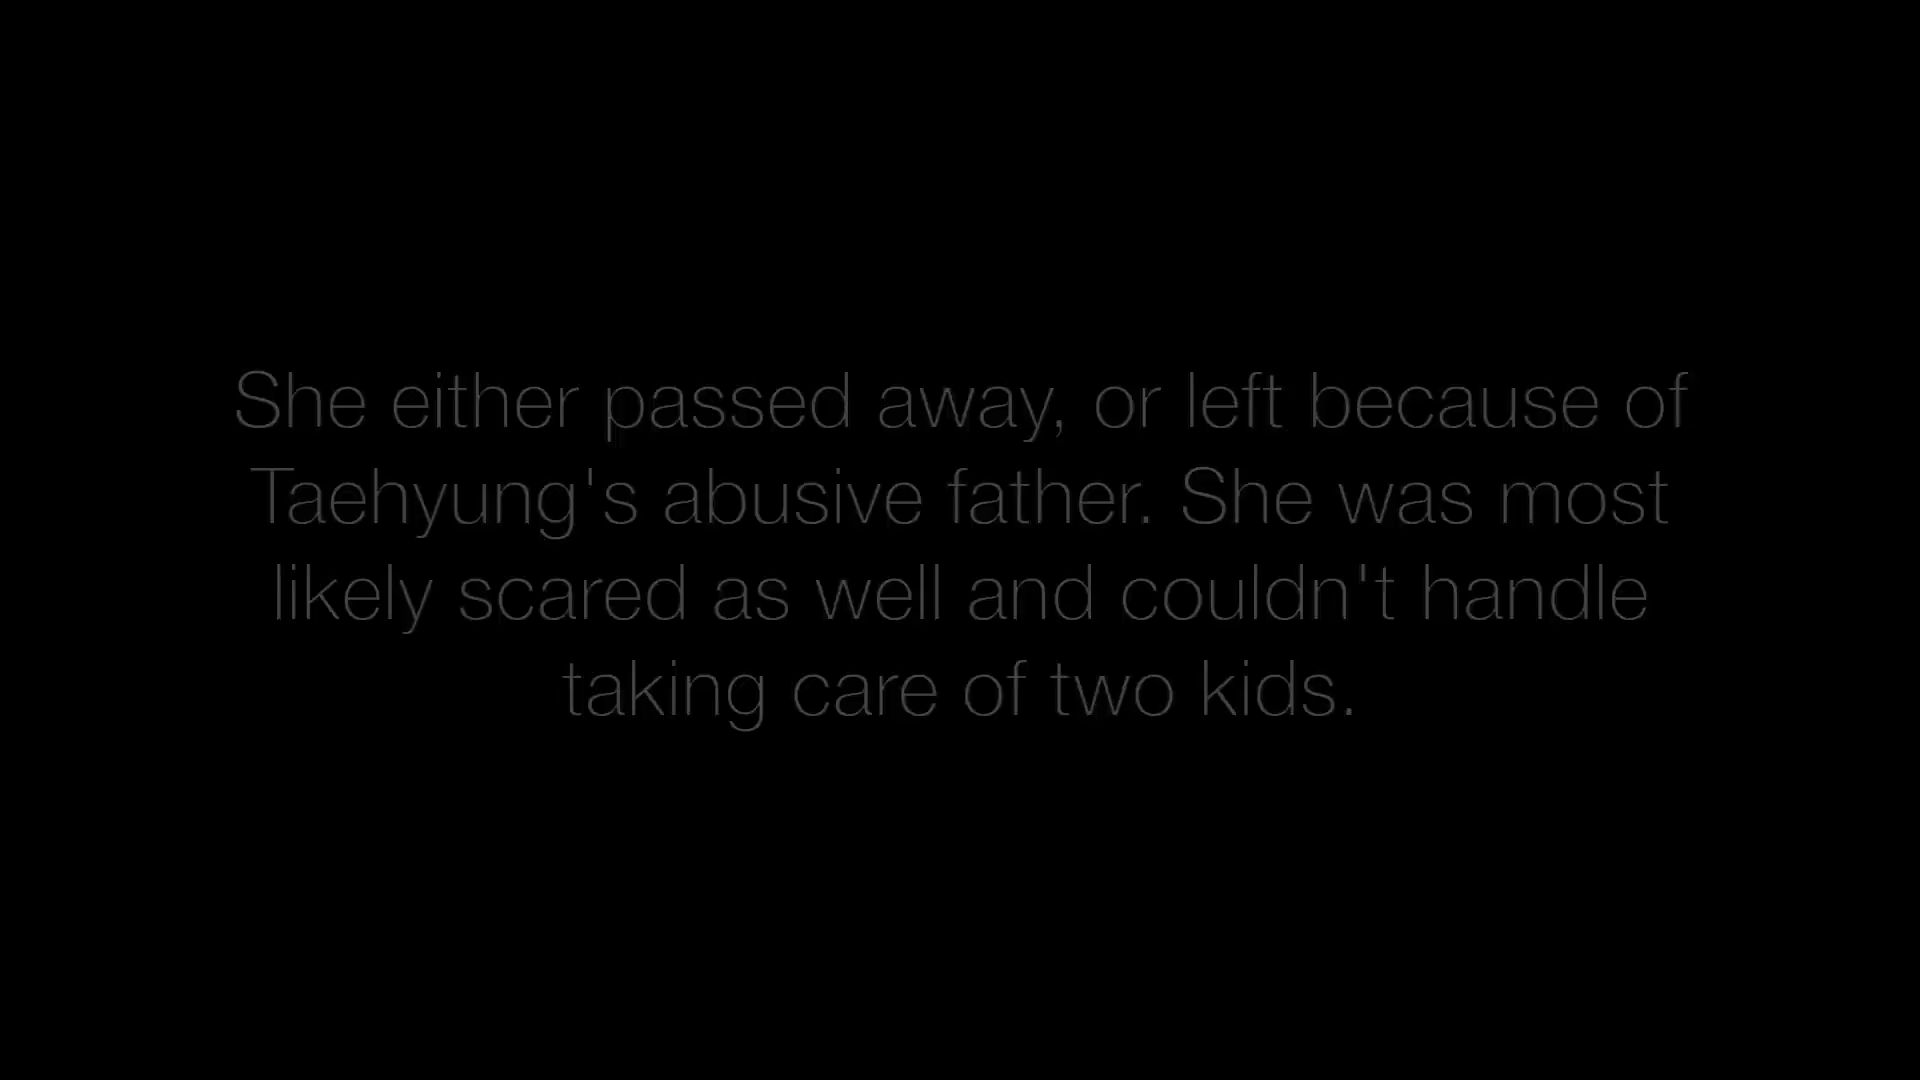 She either passed away, or left because of
Taehyung's abusive father. She was most
likely scared as well and couldn't handle
taking care of two kids.